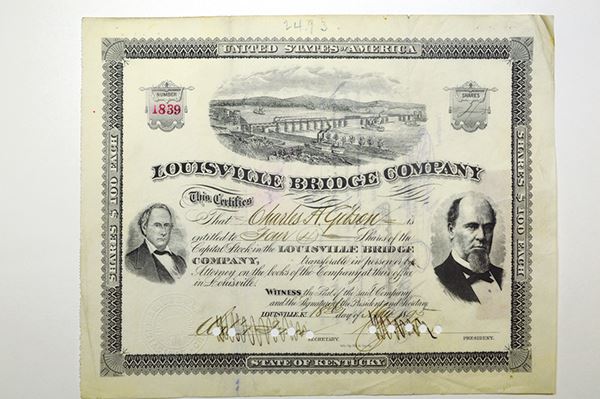 2493
UNITED STATES OF AMERICA
NUMBER
1839
SHARES
LOUISVILLE BRIDGE COMPANY
This Certifies
That Charles H. Gibson is
entitled to Four (4) Shares of the
Capital Stock in the LOUISVILLE BRIDGE
COMPANY, transferable in person or by
Attorney on the books of the Company at their office
in Louisville.
WITNESS the Seal of the said Company
and the Signatures of the President and Secretary
LOUISVILLE K. 18 day of 1895
SECRETARY. PRESIDENT.
STATE OF KENTUCKY
SHARES $100 EACH
SHARES $100 EACH